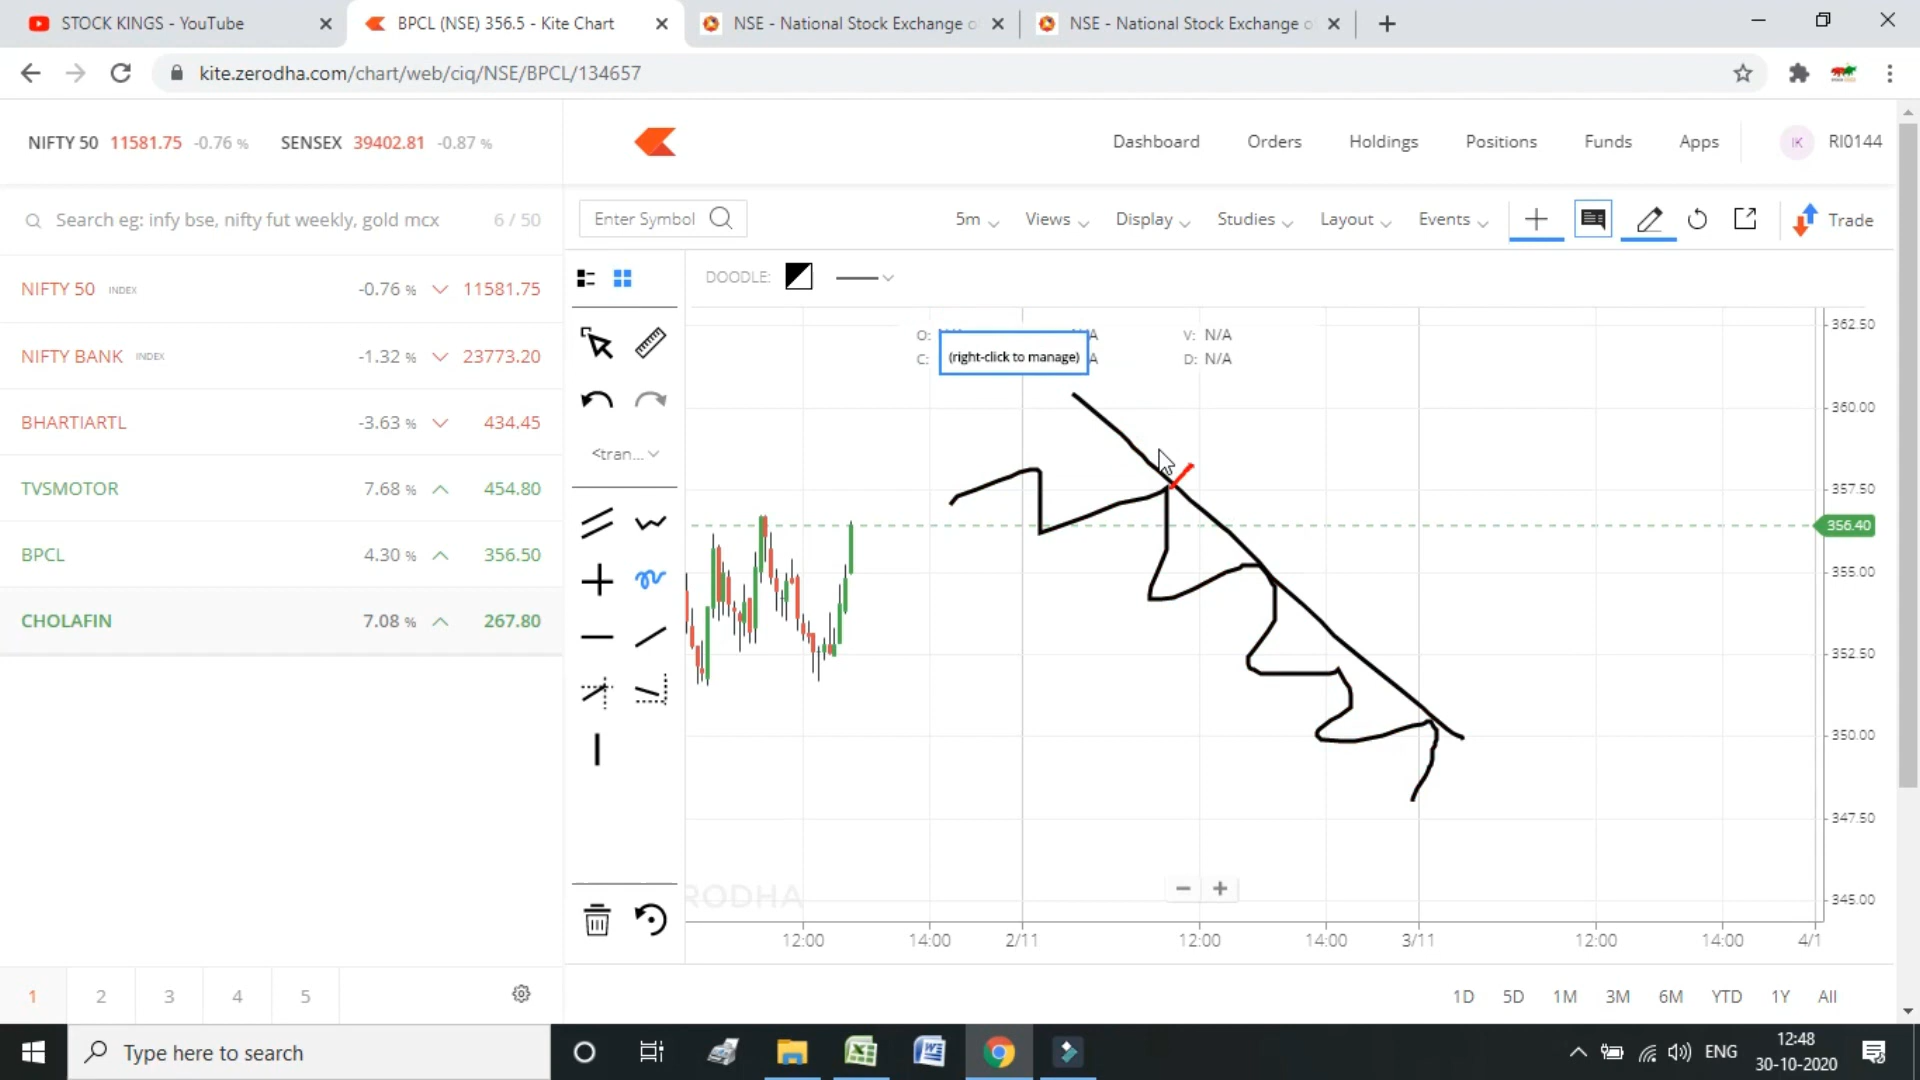 STOCK KINGS - YouTube
BPCL (NSE) 356.5 - Kite Chart
NSE - National Stock Exchange o
NSE - National Stock Exchange o
kite.zerodha.com/chart/web/ciq/NSE/BPCL/134657
NIFTY 50 11581.75 -0.76 % SENSEX 39402.81 -0.87 %
Dashboard Orders Holdings Positions Funds Apps IK RI0144
Search eg: infy bse, nifty fut weekly, gold mcx 6 / 50
Enter Symbol 5m Views Display Studies Layout Events Trade
NIFTY 50 INDEX -0.76 % 11581.75
NIFTY BANK INDEX -1.32 % 23773.20
BHARTIARTL -3.63 % 434.45
TVSMOTOR 7.68 % 454.80
BPCL 4.30 % 356.50
CHOLAFIN 7.08 % 267.80
DOODLE:
<tran...
O: V: N/A
C: D: N/A
(right-click to manage)
362.50
360.00
357.50
356.40
355.00
352.50
350.00
347.50
345.00
RODHA
12:00 14:00 2/11 12:00 14:00 3/11 12:00 14:00 4/1
1 2 3 4 5
1D 5D 1M 3M 6M YTD 1Y All
Type here to search
ENG
12:48
30-10-2020